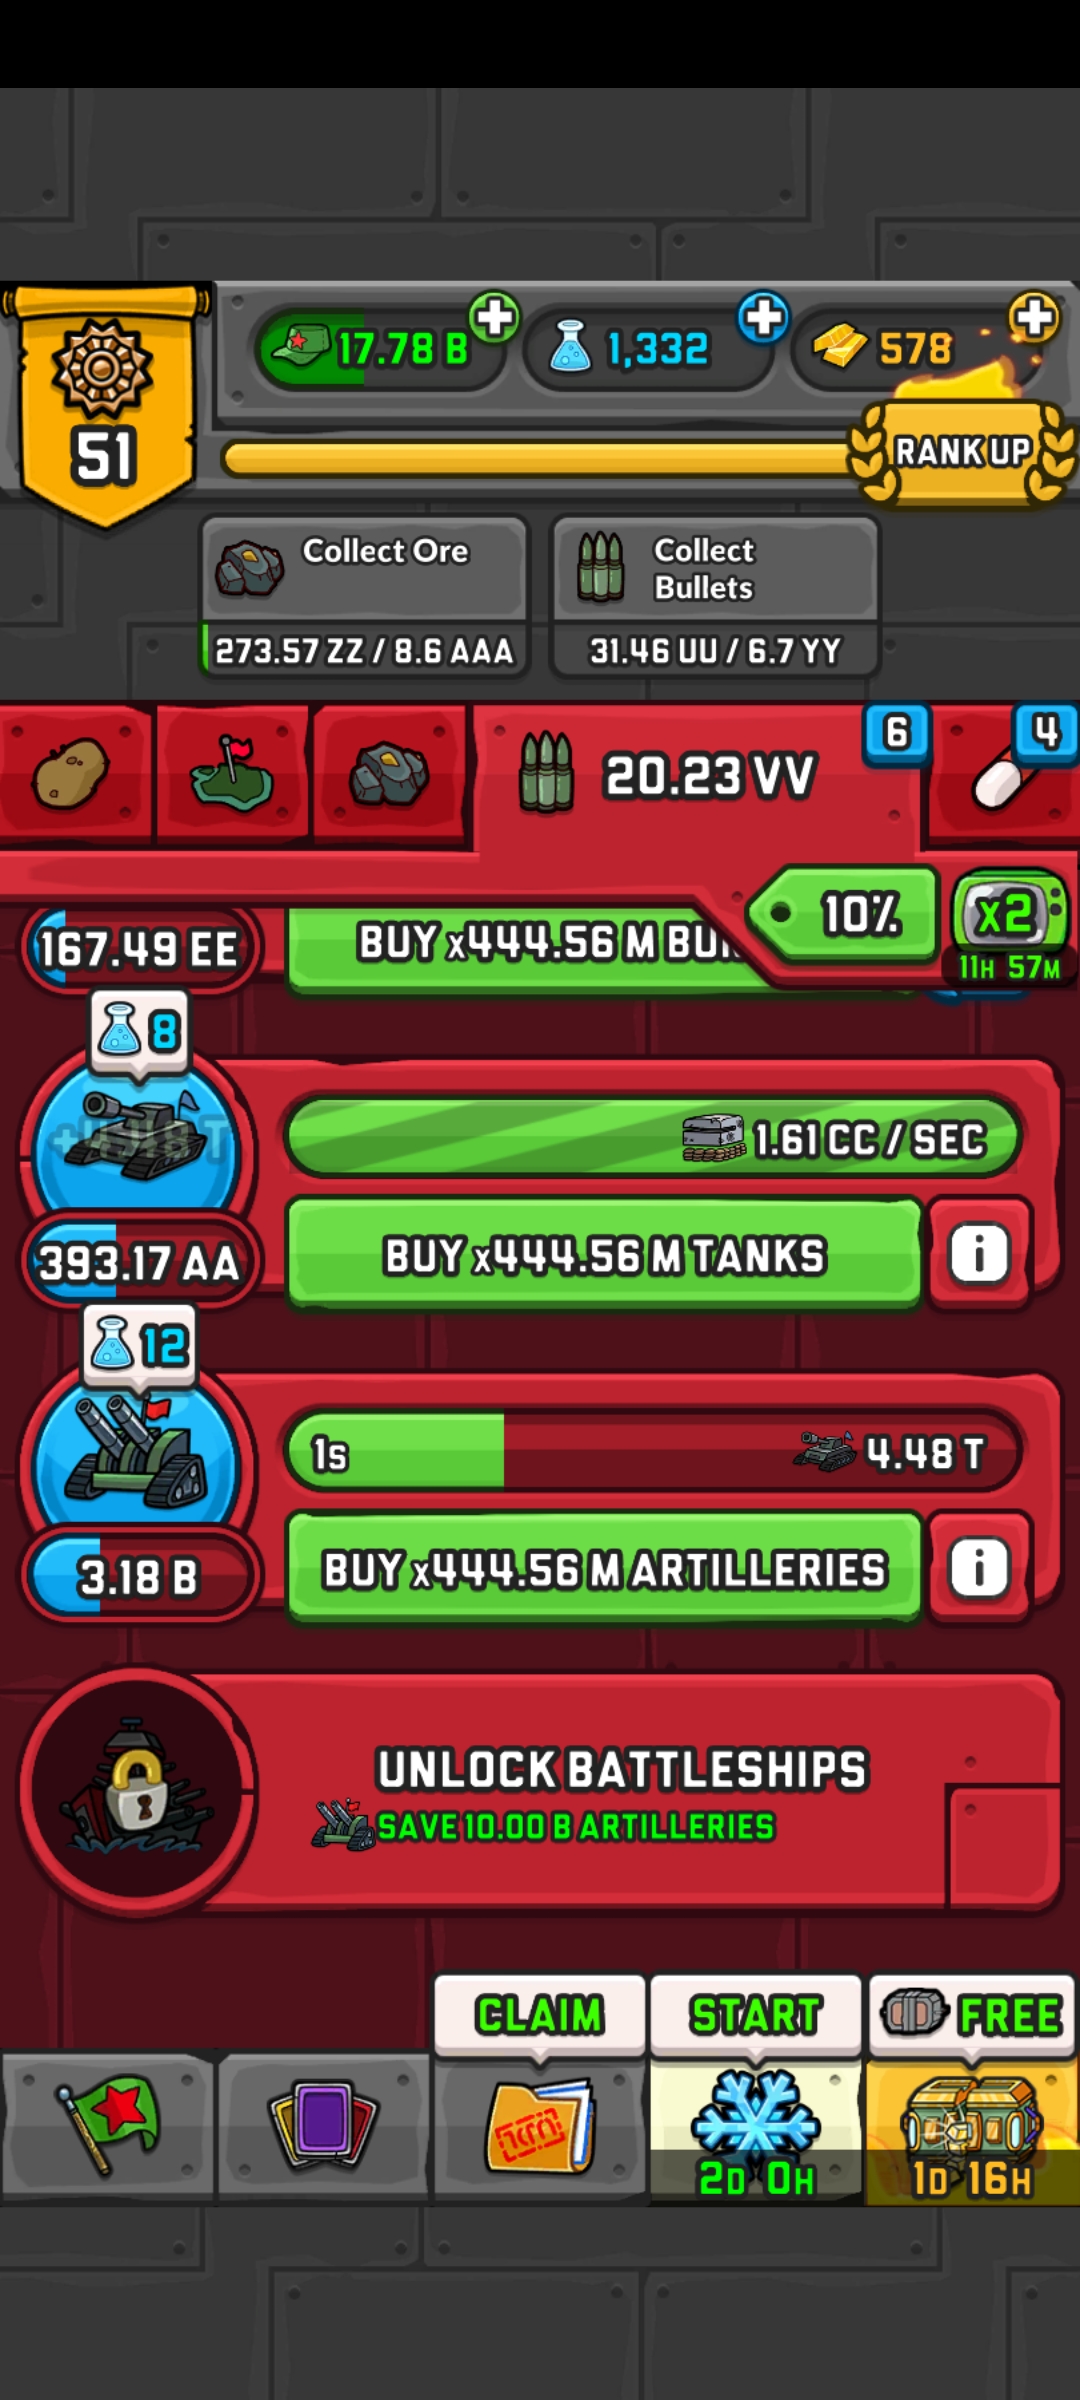 17.78 B
1,332
578
51
RANK UP
Collect Ore
273.57 ZZ / 8.6 AAA
Collect
Bullets
31.46 UU / 6.7 YY
20.23 VV
6
4
10%
x2
11H 57M
167.49 EE
BUY x444.56 M
8
1.61 CC / SEC
393.17 AA
BUY x444.56 M TANKS
12
1s
4.48 T
3.18 B
BUY x444.56 M ARTILLERIES
UNLOCK BATTLESHIPS
SAVE 10.00 B ARTILLERIES
CLAIM
START
FREE
2D 0H
1D 16H